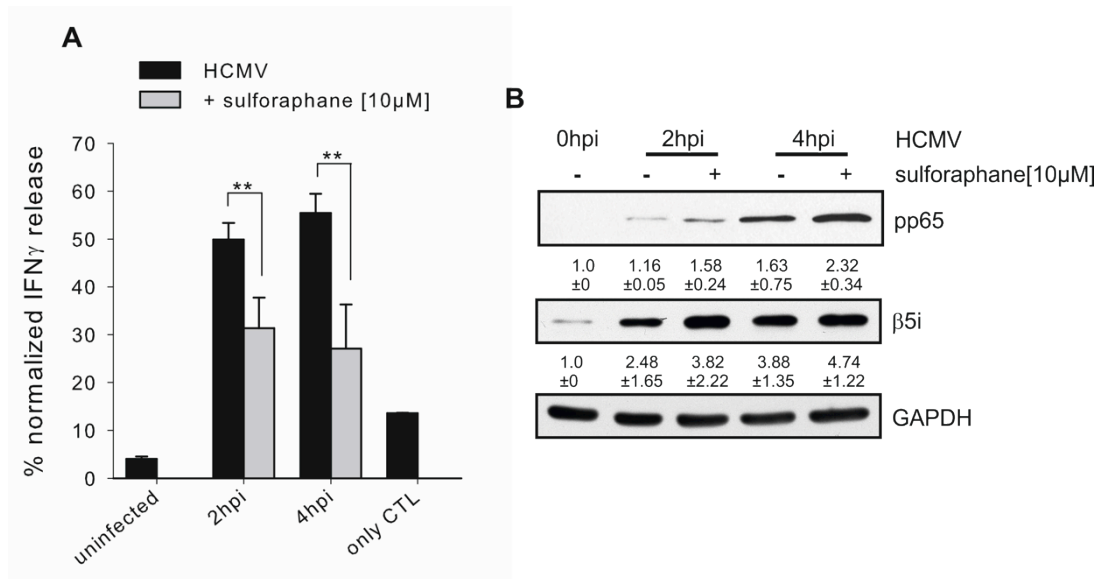 A
HCMV
+ sulforaphane [10μM]
% normalized IFNγ release
70
60
50
40
30
20
10
0
**
**
uninfected
2hpi
4hpi
only CTL
B
0hpi 2hpi 4hpi HCMV
- - + - + sulforaphane[10μM]
pp65
1.0 1.16 1.58 1.63 2.32
±0 ±0.05 ±0.24 ±0.75 ±0.34
β5i
1.0 2.48 3.82 3.88 4.74
±0 ±1.65 ±2.22 ±1.35 ±1.22
GAPDH